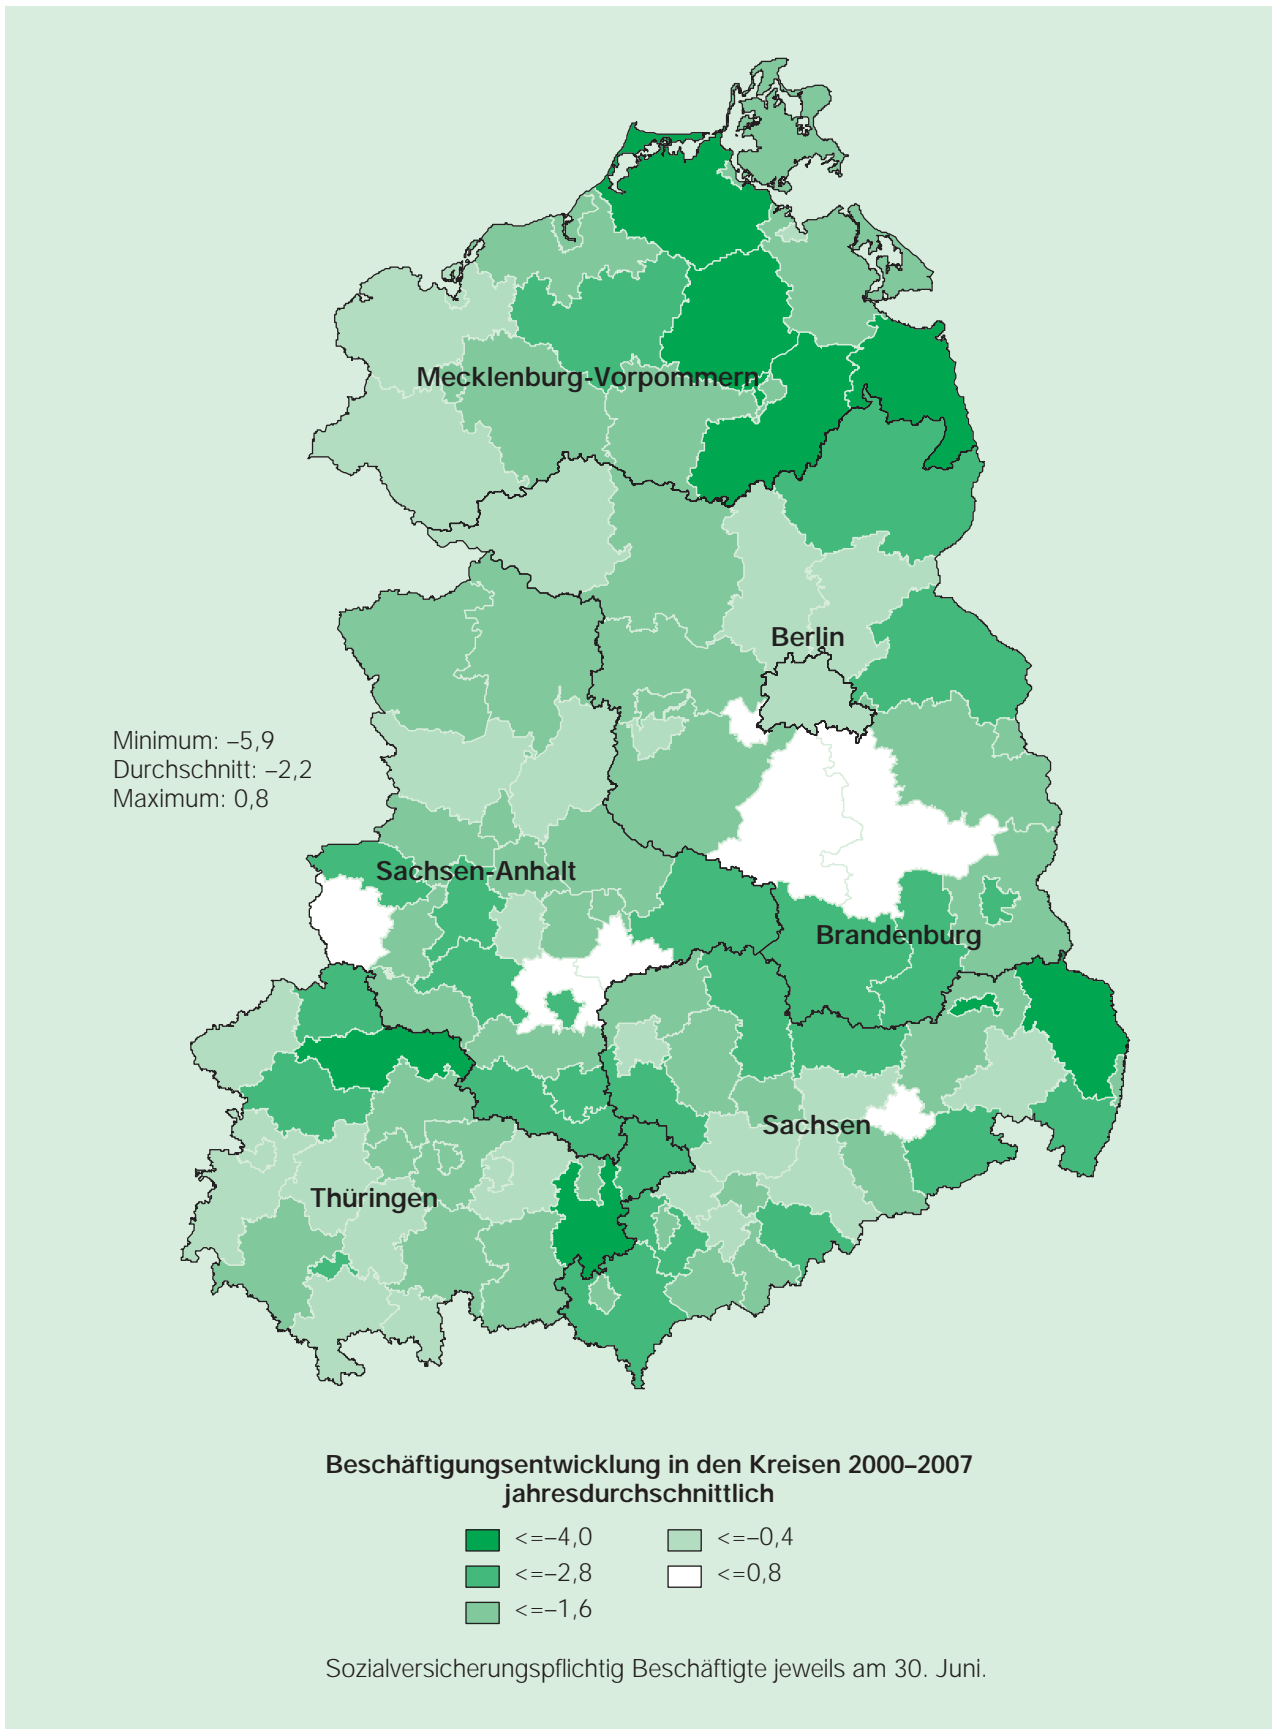 Mecklenburg-Vorpommern
Berlin
Minimum: –5,9
Durchschnitt: –2,2
Maximum: 0,8
Sachsen-Anhalt
Brandenburg
Sachsen
Thüringen
Beschäftigungsentwicklung in den Kreisen 2000–2007
jahresdurchschnittlich
<=–4,0
<=–2,8
<=–1,6
<=–0,4
<=0,8
Sozialversicherungspflichtig Beschäftigte jeweils am 30. Juni.